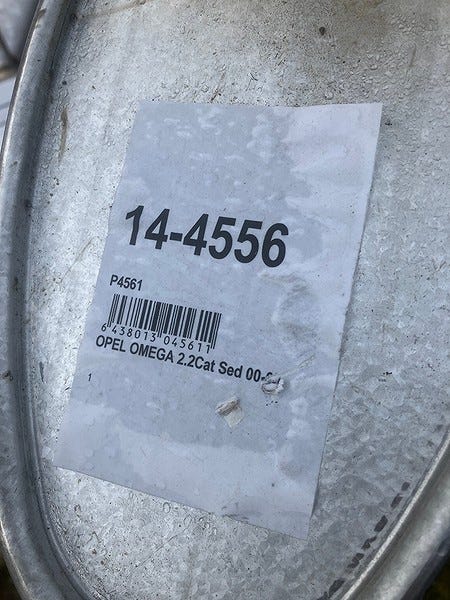 14-4556
P4561
6 438013 045611
OPEL OMEGA 2.2Cat Sed 00-
1